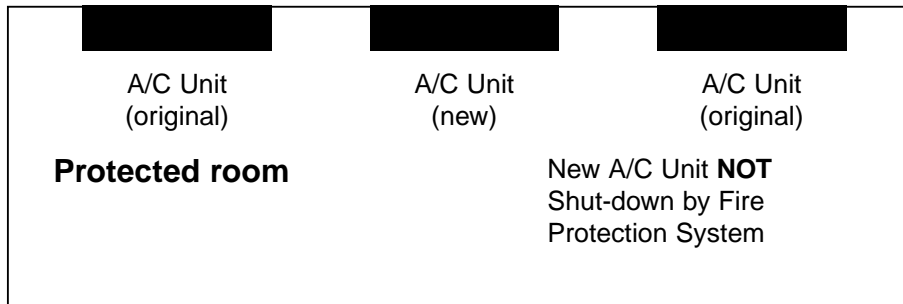 A/C Unit
(original)
A/C Unit
(new)
A/C Unit
(original)
Protected room
New A/C Unit NOT
Shut-down by Fire
Protection System